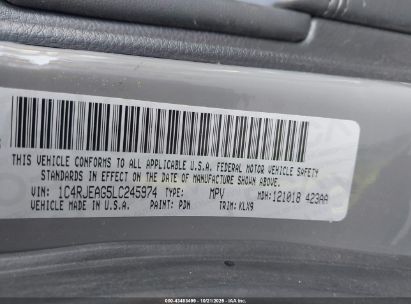 THIS VEHICLE CONFORMS TO ALL APPLICABLE U.S.A. FEDERAL MOTOR VEHICLE SAFETY
STANDARDS IN EFFECT ON THE DATE OF MANUFACTURE SHOWN ABOVE.
VIN: 1C4RJEAG5LC245974 TYPE: MPV MDH: 121018 423AA
VEHICLE MADE IN U.S.A. PAINT: PDN TRIM: KLX9